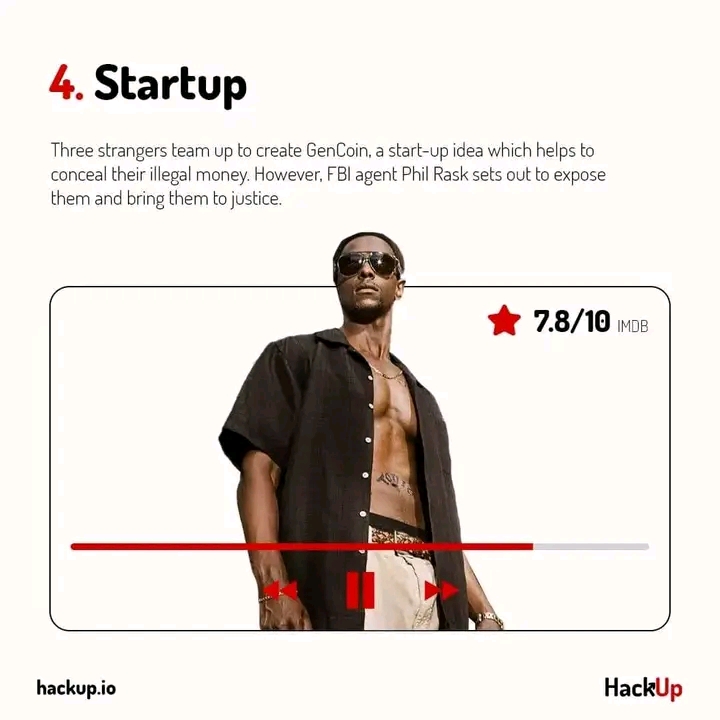 4. Startup
Three strangers team up to create GenCoin, a start-up idea which helps to
conceal their illegal money. However, FBI agent Phil Rask sets out to expose
them and bring them to justice.
7.8/10 IMDB
hackup.io
HackUp